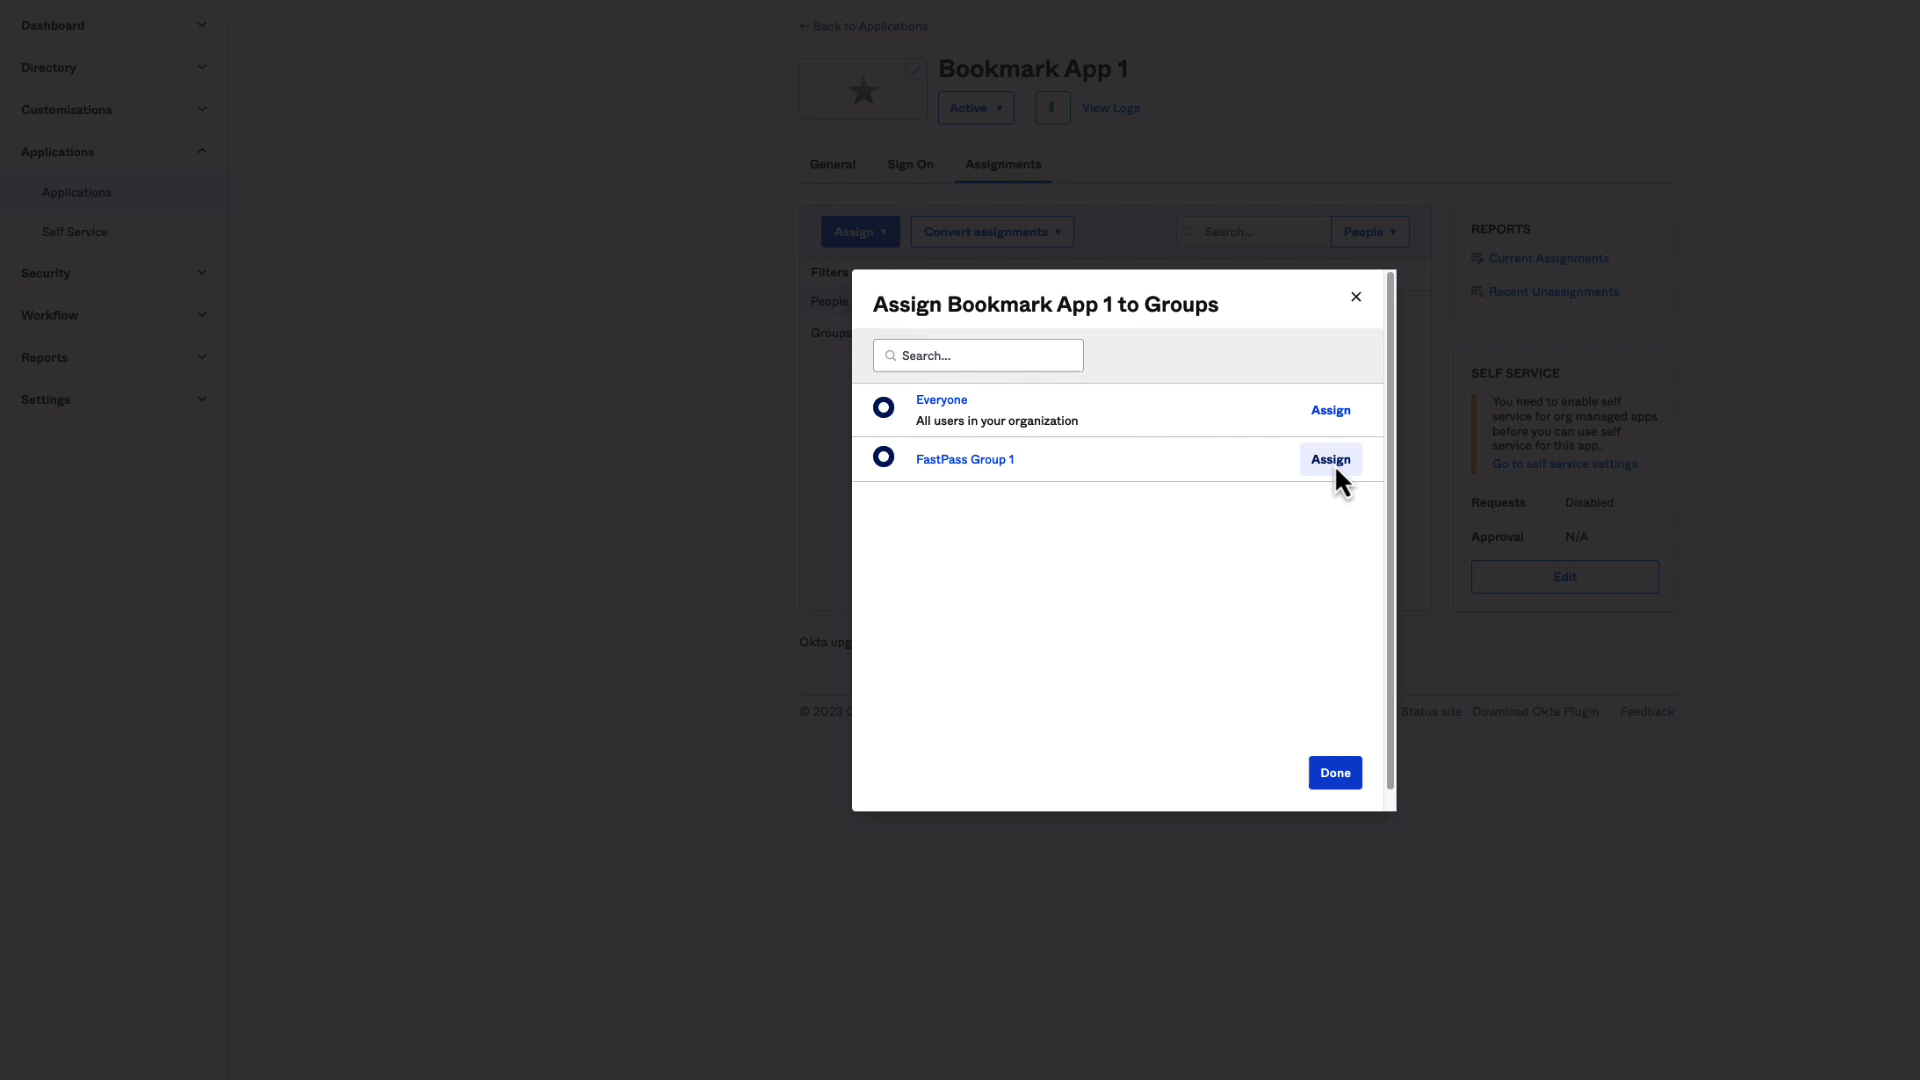 Dashboard
Directory
Customizations
Applications
Applications
Self Service
Security
Workflow
Reports
Settings
← Back to Applications
Bookmark App 1
Active ▼
View Logs
General Sign On Assignments
Assign ▼ Convert assignments ▼ Search... People ▼
Filters
People
Groups
Assign Bookmark App 1 to Groups
Search...
Everyone
All users in your organization
Assign
FastPass Group 1 Assign
Done
REPORTS
Current Assignments
Recent Unassignments
SELF SERVICE
You need to enable self
service for org managed apps
before you can use self
service for this app.
Go to self service settings
Requests Disabled
Approval N/A
Edit
Okta upg
© 2023
Status site Download Okta Plugin Feedback